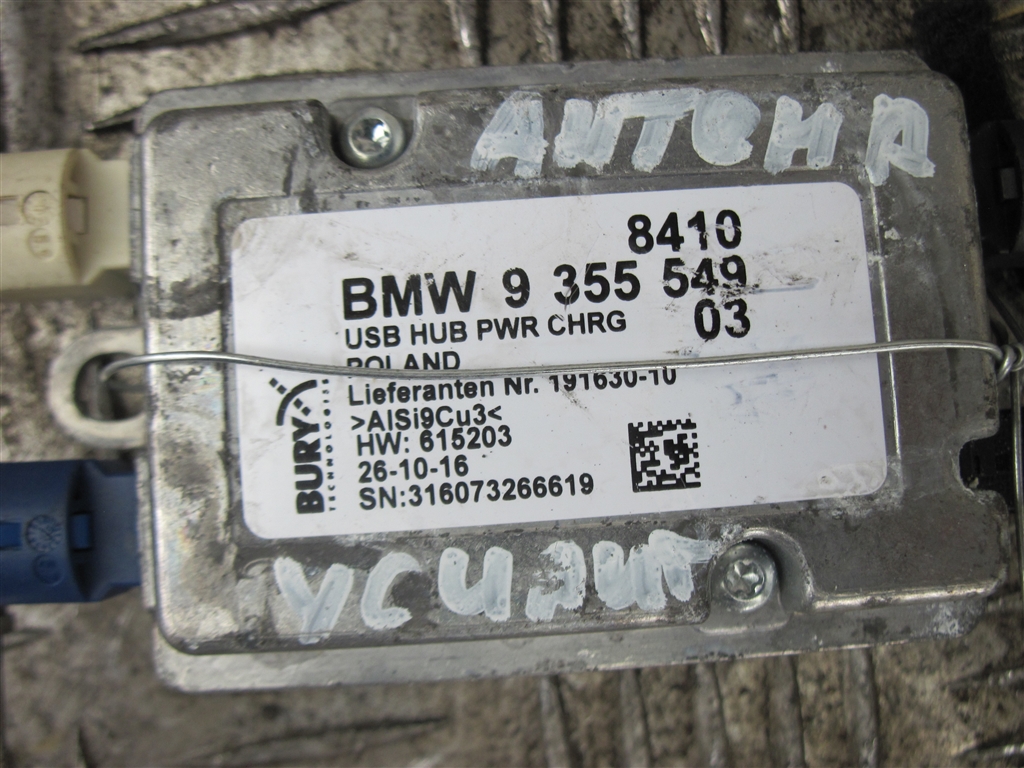 АНТЕНА
8410
BMW 9 355 549
USB HUB PWR CHRG 03
POLAND
Lieferanten Nr. 191630-10
>AlSi9Cu3<
HW: 615203
26-10-16
SN:316073266619
BURY
TECHNOLOGIES
УСИЛИТ